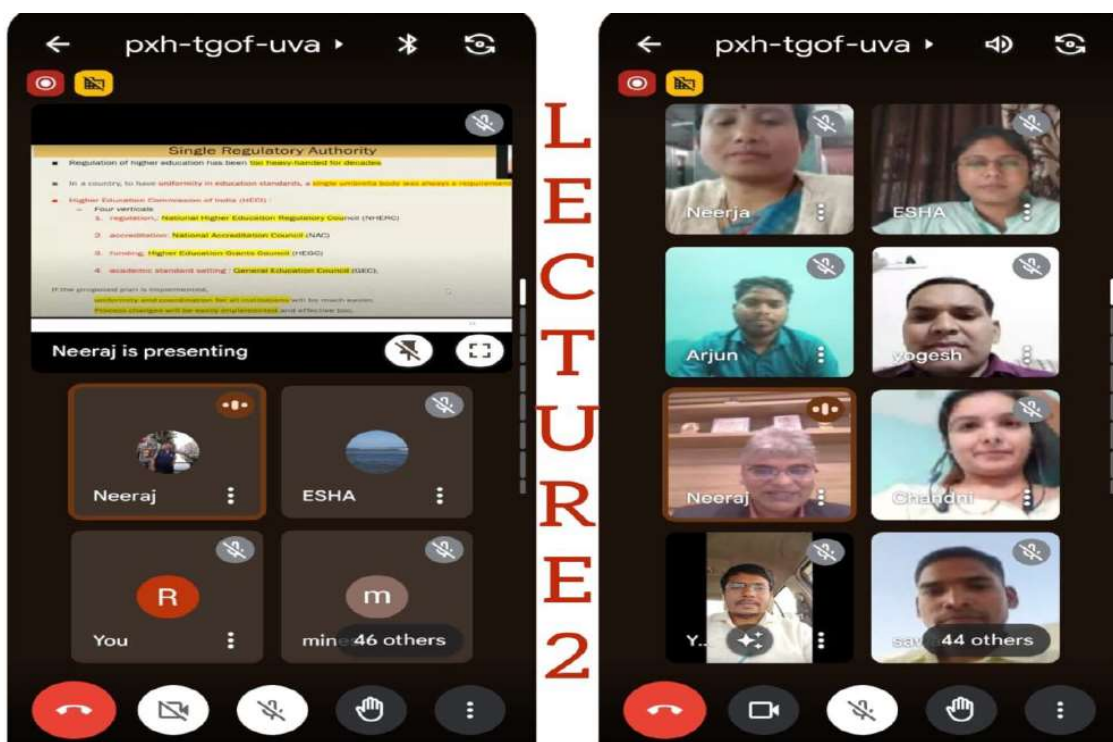 pxh-tgof-uva
Single Regulatory Authority
Regulation of higher education has been too heavy-handed for decades
In a country, to have uniformity in education standards, a single umbrella body was always a requirement
Higher Education Commission of India (HECI) :
– Four verticals
1. regulation,: National Higher Education Regulatory Council (NHERC)
2. accreditation: National Accreditation Council (NAC)
3. funding: Higher Education Grants Council (HEGC)
4. academic standard setting : General Education Council (GEC),
If the proposed plan is implemented,
uniformity and coordination for all institutions will be much easier.
Process changes will be easily implemented and effective too.
Neeraj is presenting
Neeraj
ESHA
You
R
m
46 others
LECTURE 2
pxh-tgof-uva
Neerja
ESHA
Arjun
yogesh
Neeraj
Chandni
Y...
44 others